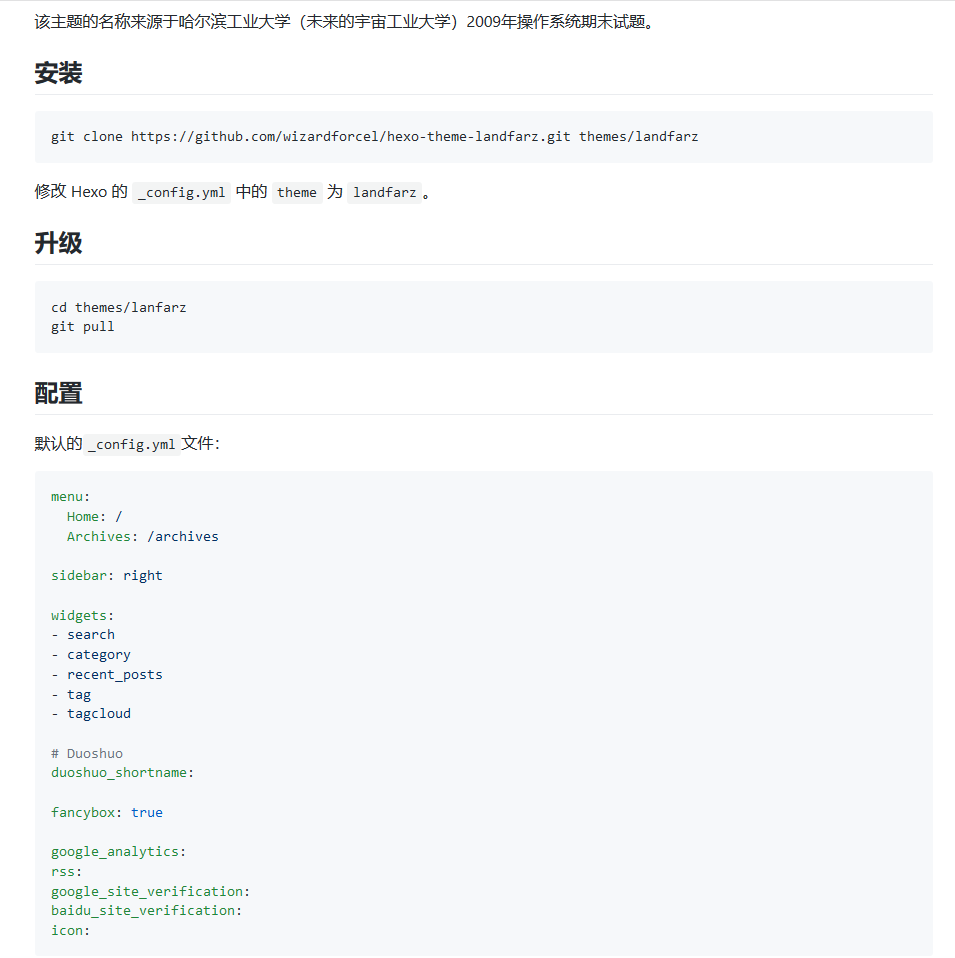 该主题的名称来源于哈尔滨工业大学（未来的宇宙工业大学）2009年操作系统期末试题。
安装
git clone https://github.com/wizardforcel/hexo-theme-landfarz.git themes/landfarz
修改 Hexo 的 _config.yml 中的 theme 为 landfarz 。
升级
cd themes/lanfarz
git pull
配置
默认的 _config.yml 文件：
menu:
  Home: /
  Archives: /archives
sidebar: right
widgets:
- search
- category
- recent_posts
- tag
- tagcloud
# Duoshuo
duoshuo_shortname:
fancybox: true
google_analytics:
rss:
google_site_verification:
baidu_site_verification:
icon: